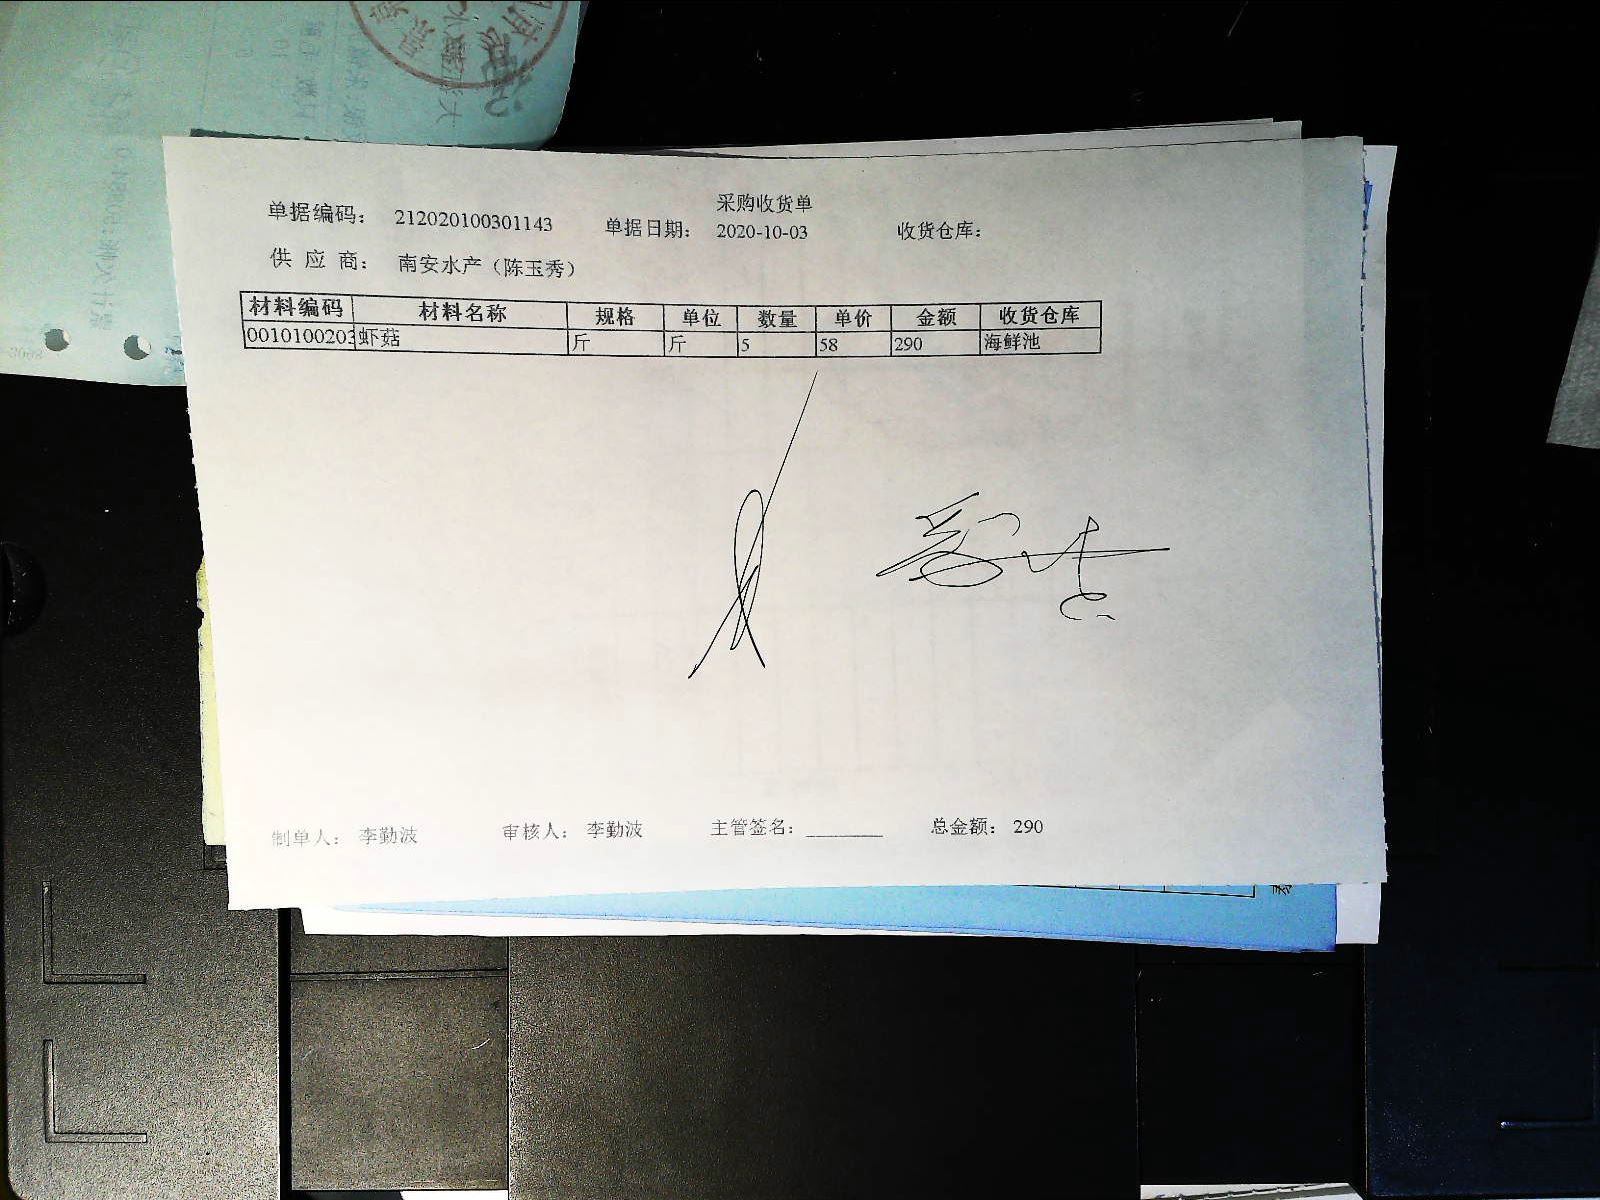 采购收货单
单据编码： 212020100301143 单据日期： 2020-10-03 收货仓库：
供 应 商： 南安水产（陈玉秀）
材料编码 材料名称 规格 单位 数量 单价 金额 收货仓库
0010100203 虾菇 斤 斤 5 58 290 海鲜池
制单人： 李勤波 审核人： 李勤波 主管签名： ________ 总金额： 290